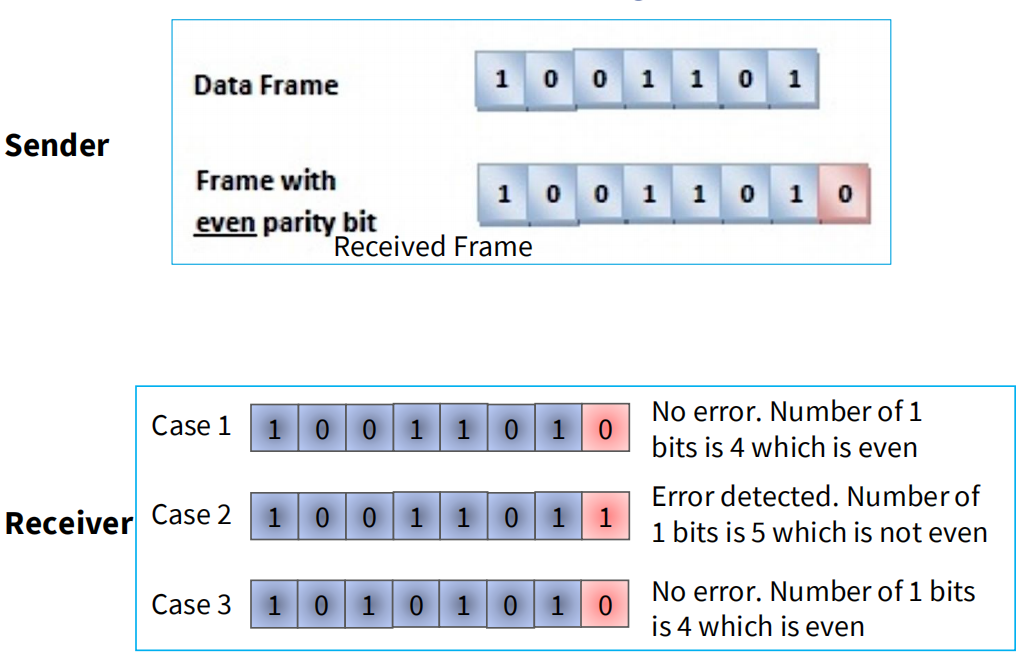 Data Frame 1 0 0 1 1 0 1
Sender
Frame with
even parity bit 1 0 0 1 1 0 1 0
Received Frame
Case 1 1 0 0 1 1 0 1 0 No error. Number of 1
bits is 4 which is even
Receiver
Case 2 1 0 0 1 1 0 1 1 Error detected. Number of
1 bits is 5 which is not even
Case 3 1 0 1 0 1 0 1 0 No error. Number of 1 bits
is 4 which is even